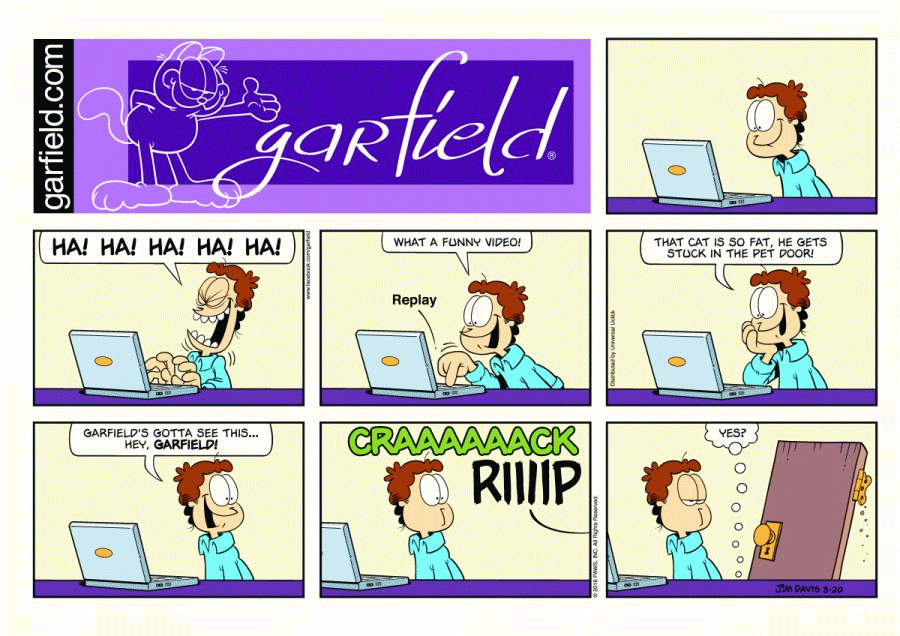 garfield.com
garfield®
HA! HA! HA! HA! HA!
www.facebook.com/garfield
WHAT A FUNNY VIDEO!
Replay
THAT CAT IS SO FAT, HE GETS
STUCK IN THE PET DOOR!
Distributed by Universal Uclick
GARFIELD'S GOTTA SEE THIS...
HEY, GARFIELD!
CRAAAAAACK
RIIIIP
© 2016 PAWS, INC. All Rights Reserved.
YES?
JIM DAVIS 3-20